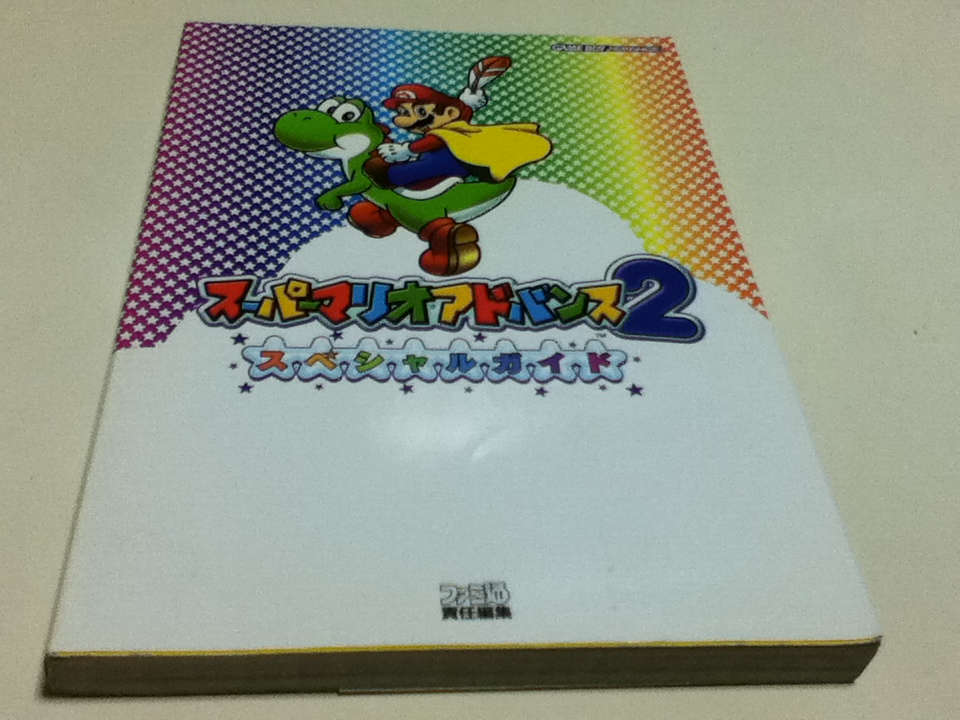 GAME BOY ADVANCE
スーパーマリオアドバンス2
スペシャルガイド
ファミ通
責任編集